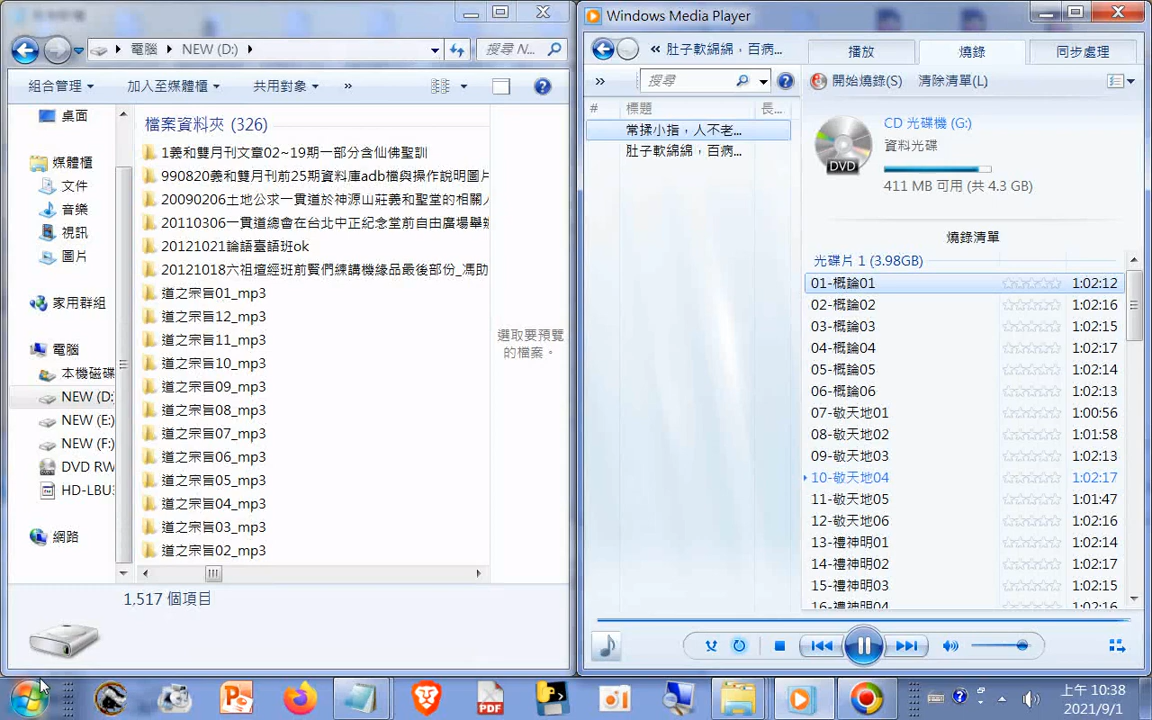 電腦 NEW (D:)
搜尋 N...
組合管理 加入至媒體櫃 共用對象 »
桌面
媒體櫃
文件
音樂
視訊
圖片
家用群組
電腦
本機磁碟
NEW (D:
NEW (E:)
NEW (F:)
DVD RW
HD-LBU3
網路
檔案資料夾 (326)
1義和雙月刊文章02~19期一部分含仙佛聖訓
990820義和雙月刊前25期資料庫adb檔與操作說明圖片
20090206土地公求一貫道於神源山莊義和聖堂的相關人
20110306一貫道總會在台北中正紀念堂前自由廣場舉辦
20121021論語臺語班ok
20121018六祖壇經班前賢們練講機緣品最後部份_馮助
道之宗旨01_mp3
道之宗旨12_mp3
道之宗旨11_mp3
道之宗旨10_mp3
道之宗旨09_mp3
道之宗旨08_mp3
道之宗旨07_mp3
道之宗旨06_mp3
道之宗旨05_mp3
道之宗旨04_mp3
道之宗旨03_mp3
道之宗旨02_mp3
選取要預覽
的檔案。
1,517 個項目
Windows Media Player
« 肚子軟綿綿，百病...
播放 燒錄 同步處理
» 搜尋
開始燒錄(S) 清除清單(L)
# 標題 長...
常揉小指，人不老...
肚子軟綿綿，百病...
CD 光碟機 (G:)
資料光碟
DVD
411 MB 可用 (共 4.3 GB)
燒錄清單
光碟片 1 (3.98GB)
01-概論01 1:02:12
02-概論02 1:02:16
03-概論03 1:02:15
04-概論04 1:02:17
05-概論05 1:02:14
06-概論06 1:02:13
07-敬天地01 1:00:56
08-敬天地02 1:01:58
09-敬天地03 1:02:13
10-敬天地04 1:02:17
11-敬天地05 1:01:47
12-敬天地06 1:02:16
13-禮神明01 1:02:14
14-禮神明02 1:02:17
15-禮神明03 1:02:15
16-禮神明04 1:02:16
PDF
上午 10:38
2021/9/1